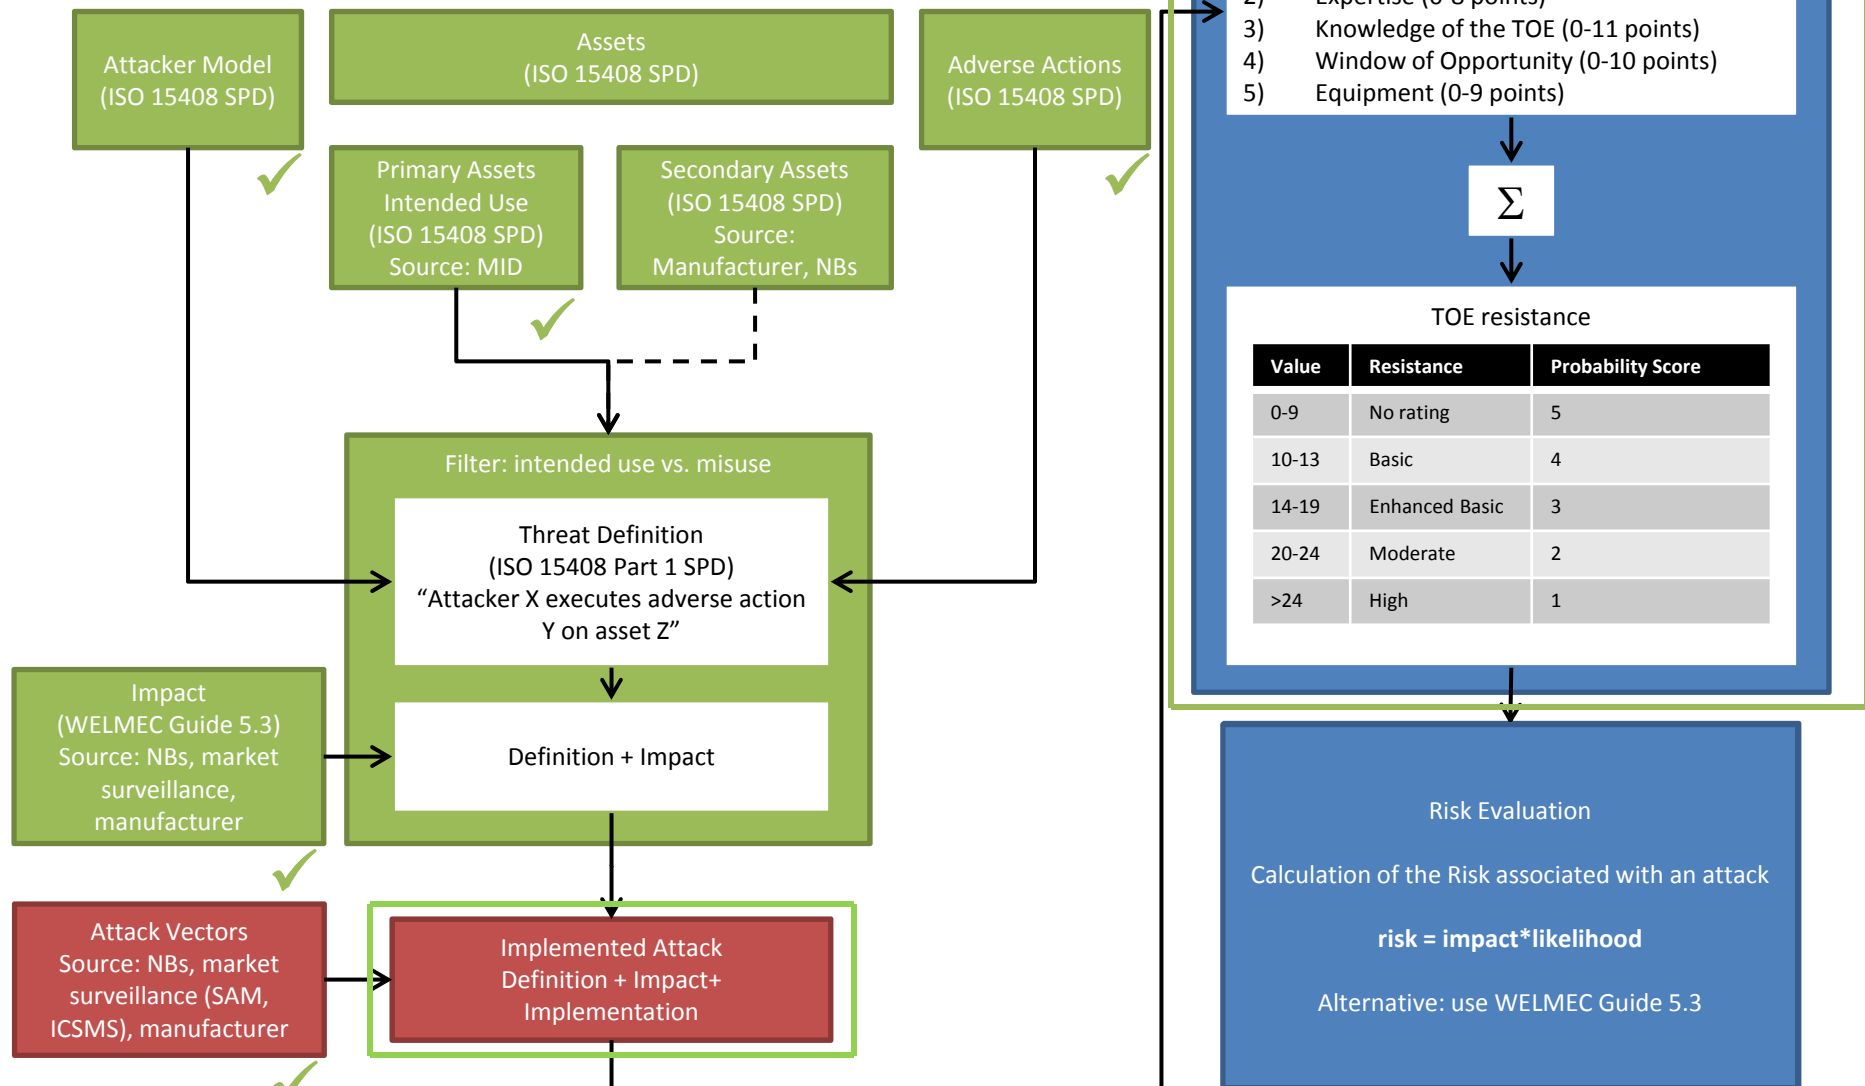 Attacker Model
(ISO 15408 SPD)
Assets
(ISO 15408 SPD)
Adverse Actions
(ISO 15408 SPD)
Primary Assets
Intended Use
(ISO 15408 SPD)
Source: MID
Secondary Assets
(ISO 15408 SPD)
Source:
Manufacturer, NBs
Filter: intended use vs. misuse
Threat Definition
(ISO 15408 Part 1 SPD)
“Attacker X executes adverse action
Y on asset Z”
Impact
(WELMEC Guide 5.3)
Source: NBs, market
surveillance,
manufacturer
Definition + Impact
Attack Vectors
Source: NBs, market
surveillance (SAM,
ICSMS), manufacturer
Implemented Attack
Definition + Impact+
Implementation
2) Expertise (0-8 points)
3) Knowledge of the TOE (0-11 points)
4) Window of Opportunity (0-10 points)
5) Equipment (0-9 points)
Σ
TOE resistance
Value Resistance Probability Score
0-9 No rating 5
10-13 Basic 4
14-19 Enhanced Basic 3
20-24 Moderate 2
>24 High 1
Risk Evaluation
Calculation of the Risk associated with an attack
risk = impact*likelihood
Alternative: use WELMEC Guide 5.3